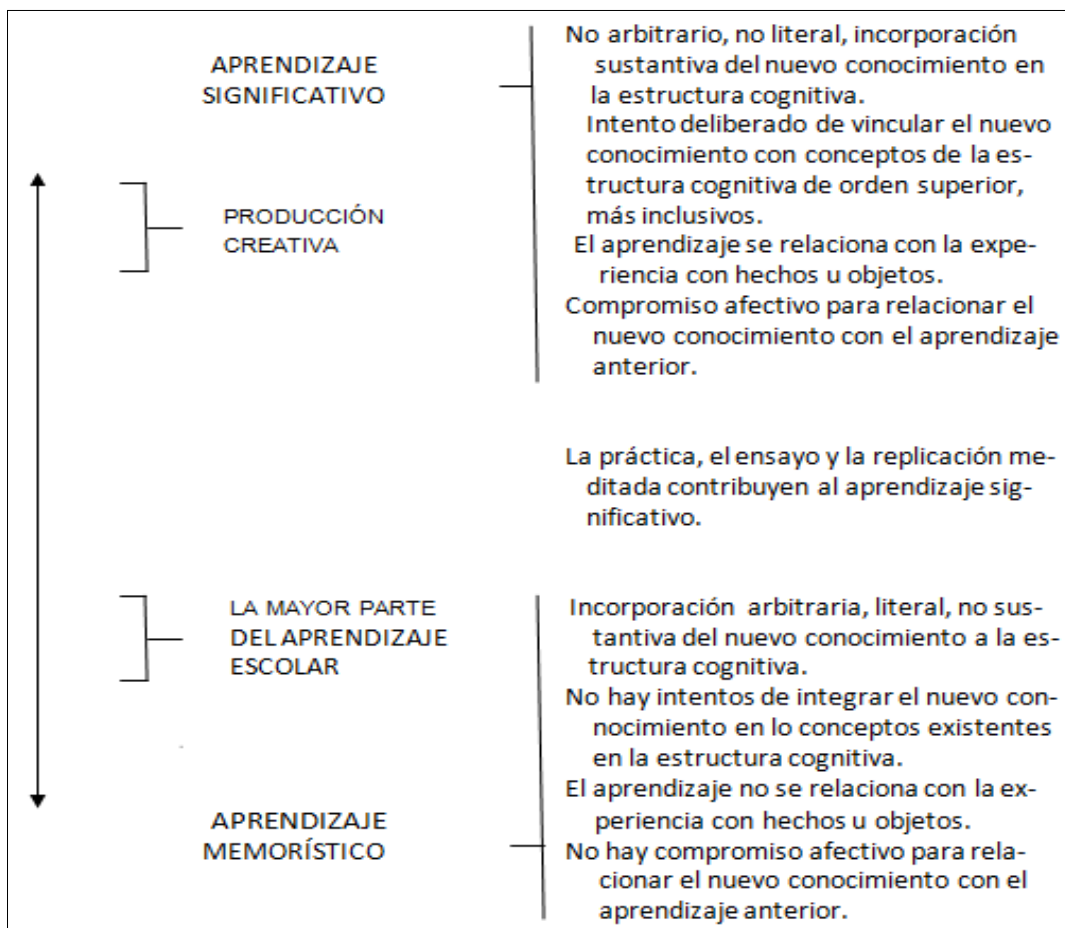 APRENDIZAJE
SIGNIFICATIVO
No arbitrario, no literal, incorporación
sustantiva del nuevo conocimiento en
la estructura cognitiva.
Intento deliberado de vincular el nuevo
conocimiento con conceptos de la es-
tructura cognitiva de orden superior,
más inclusivos.
El aprendizaje se relaciona con la expe-
riencia con hechos u objetos.
Compromiso afectivo para relacionar el
nuevo conocimiento con el aprendizaje
anterior.
PRODUCCIÓN
CREATIVA
La práctica, el ensayo y la replicación me-
ditada contribuyen al aprendizaje sig-
nificativo.
LA MAYOR PARTE
DEL APRENDIZAJE
ESCOLAR
Incorporación arbitraria, literal, no sus-
tantiva del nuevo conocimiento a la es-
tructura cognitiva.
No hay intentos de integrar el nuevo co-
nocimiento en lo conceptos existentes
en la estructura cognitiva.
El aprendizaje no se relaciona con la ex-
periencia con hechos u objetos.
No hay compromiso afectivo para rela-
cionar el nuevo conocimiento con el
aprendizaje anterior.
APRENDIZAJE
MEMORÍSTICO